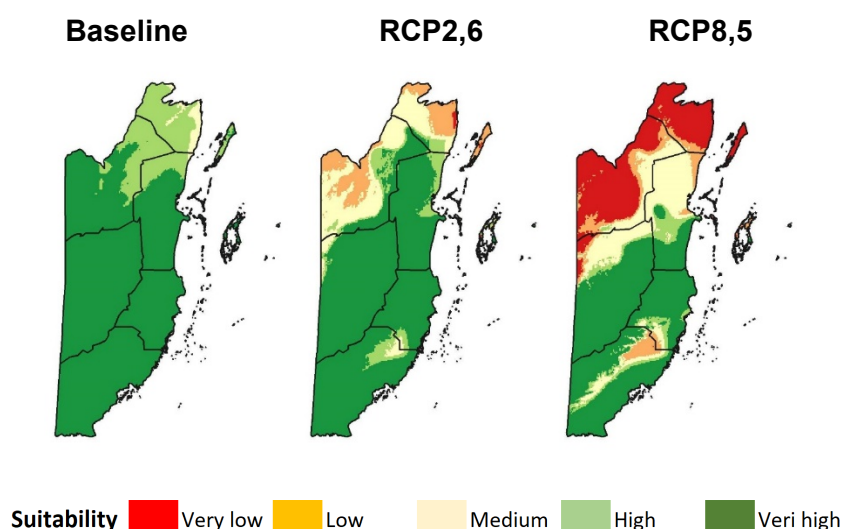 Baseline RCP2,6 RCP8,5
Suitability Very low Low Medium High Veri high